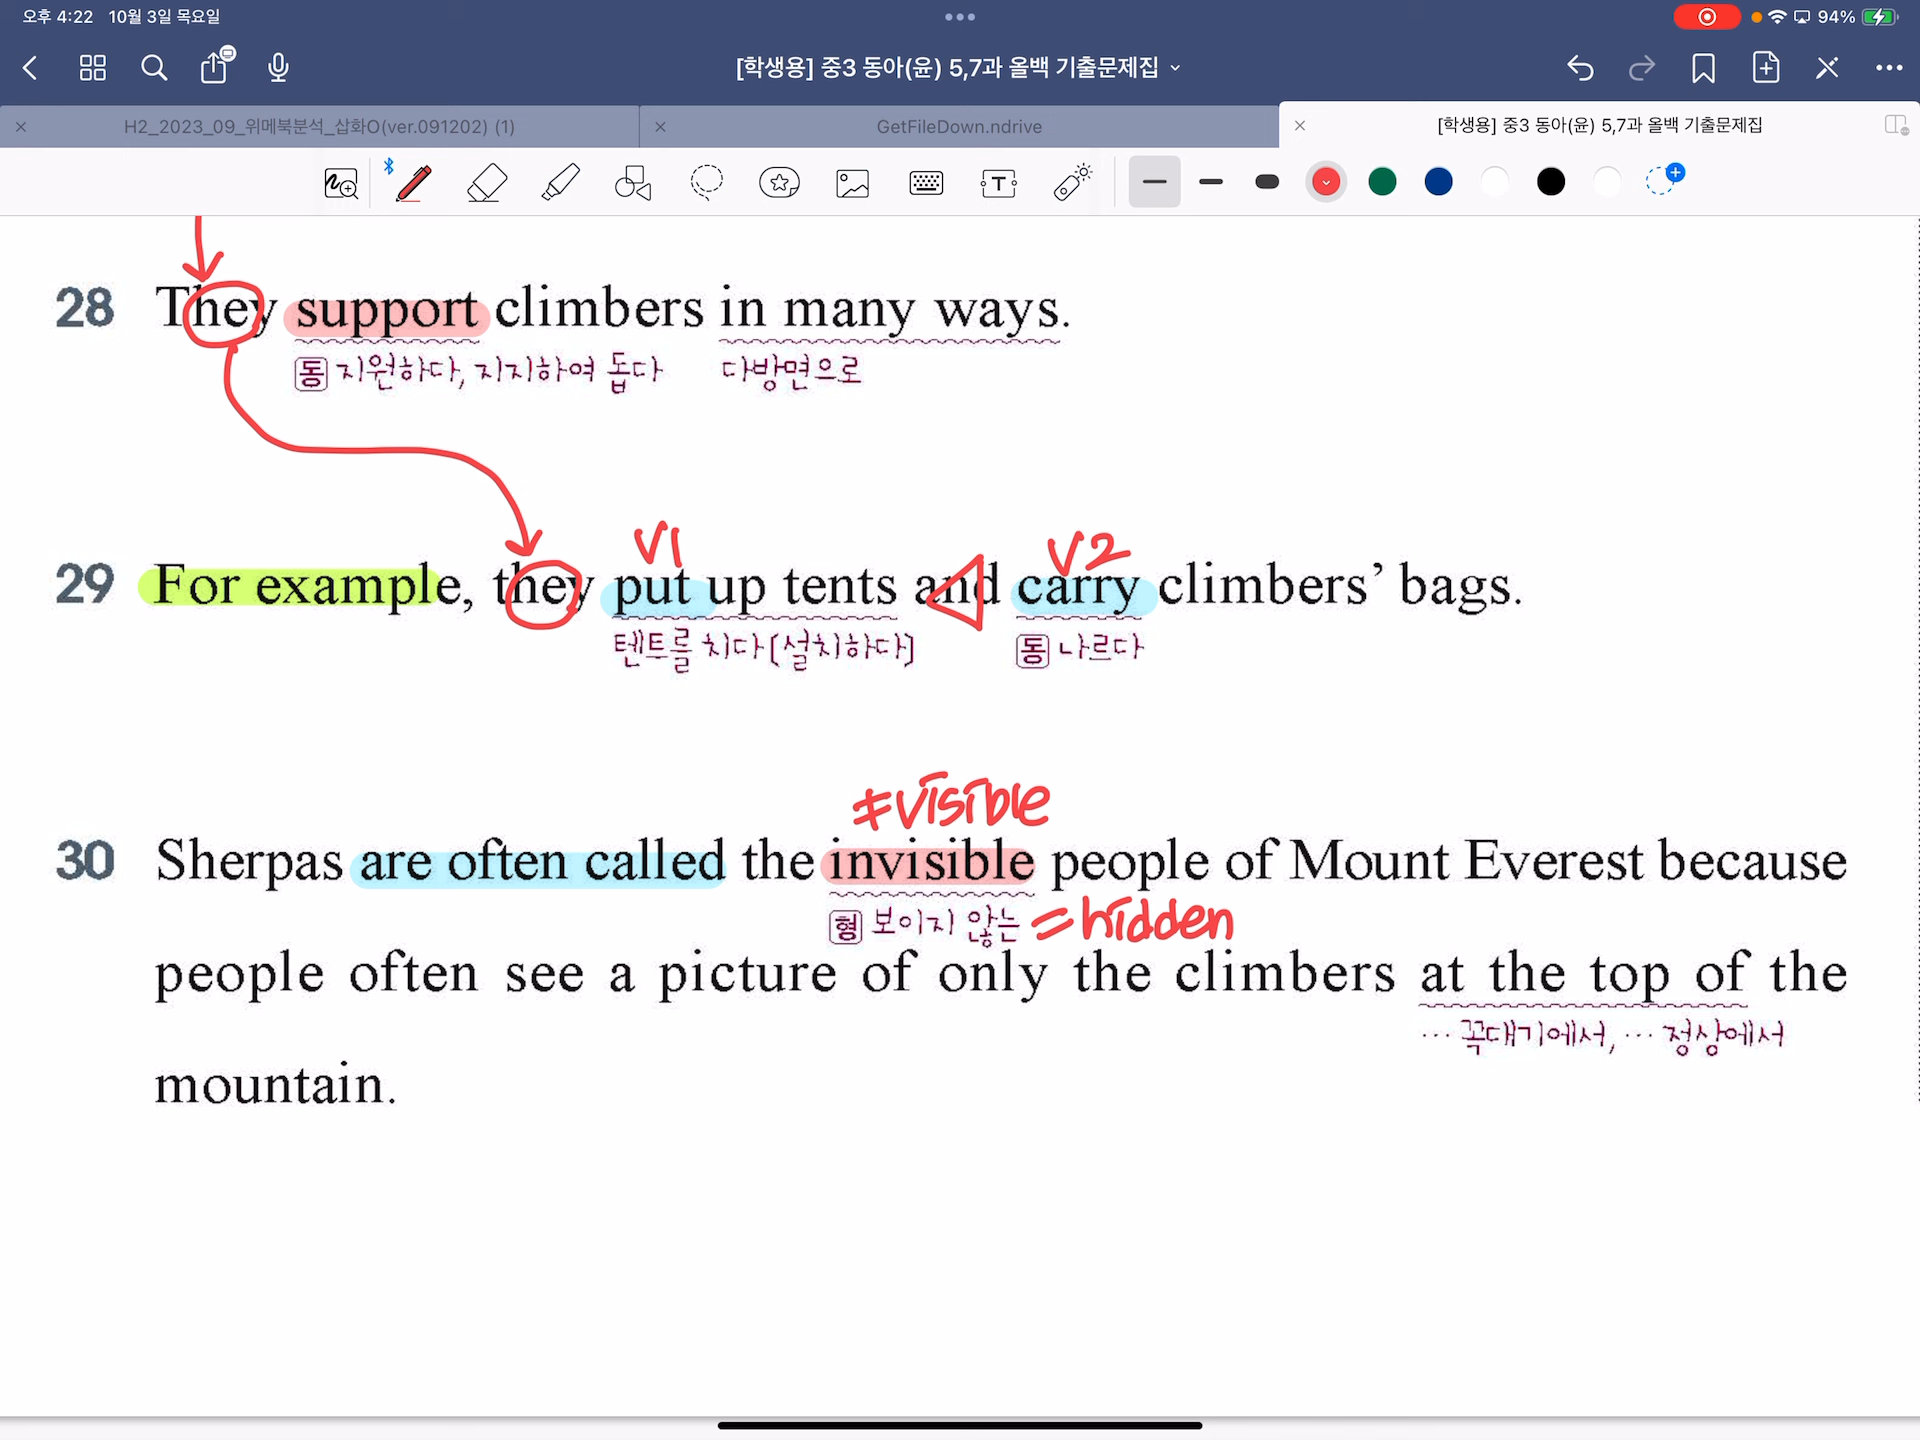 오후 4:22 10월 3일 목요일
94%
[학생용] 중3 동아(윤) 5,7과 올백 기출문제집
H2_2023_09_위메북분석_삽화O(ver.091202) (1)
GetFileDown.ndrive
[학생용] 중3 동아(윤) 5,7과 올백 기출문제집
28 They support climbers in many ways.
동 지원하다, 지지하여 돕다 다방면으로
V1 V2
29 For example, they put up tents and carry climbers' bags.
텐트를 치다[설치하다] 동 나르다
≠visible
30 Sherpas are often called the invisible people of Mount Everest because
형 보이지 않는 =hidden
people often see a picture of only the climbers at the top of the
… 꼭대기에서, … 정상에서
mountain.